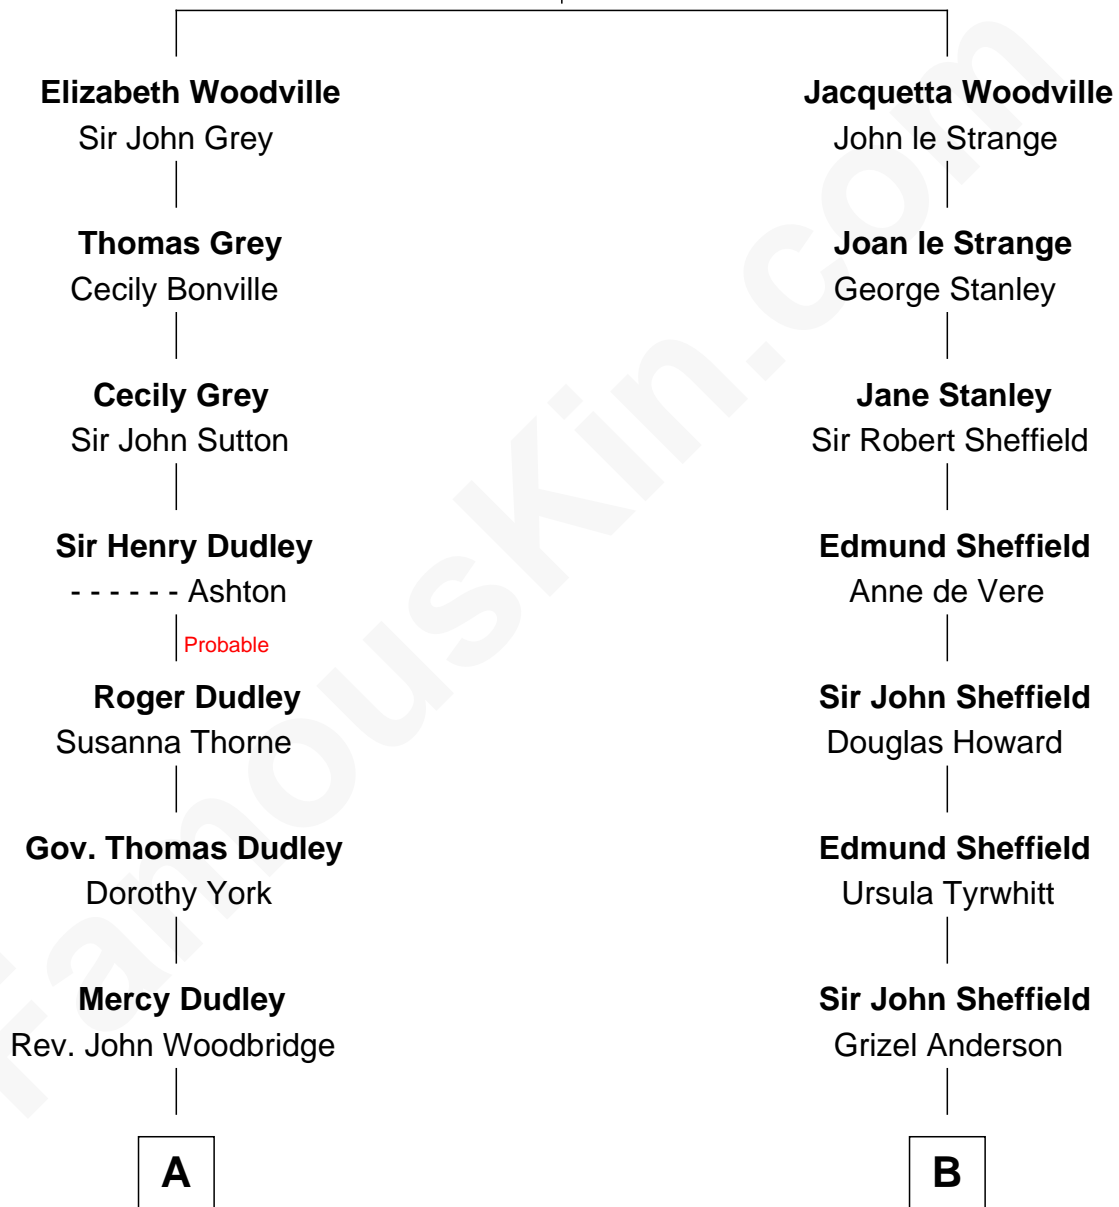 Elizabeth Woodville
Sir John Grey
Thomas Grey
Cecily Bonville
Cecily Grey
Sir John Sutton
Sir Henry Dudley
- - - - - - Ashton
Probable
Roger Dudley
Susanna Thorne
Gov. Thomas Dudley
Dorothy York
Mercy Dudley
Rev. John Woodbridge
A
Jacquetta Woodville
John le Strange
Joan le Strange
George Stanley
Jane Stanley
Sir Robert Sheffield
Edmund Sheffield
Anne de Vere
Sir John Sheffield
Douglas Howard
Edmund Sheffield
Ursula Tyrwhitt
Sir John Sheffield
Grizel Anderson
B
FamousKin.com